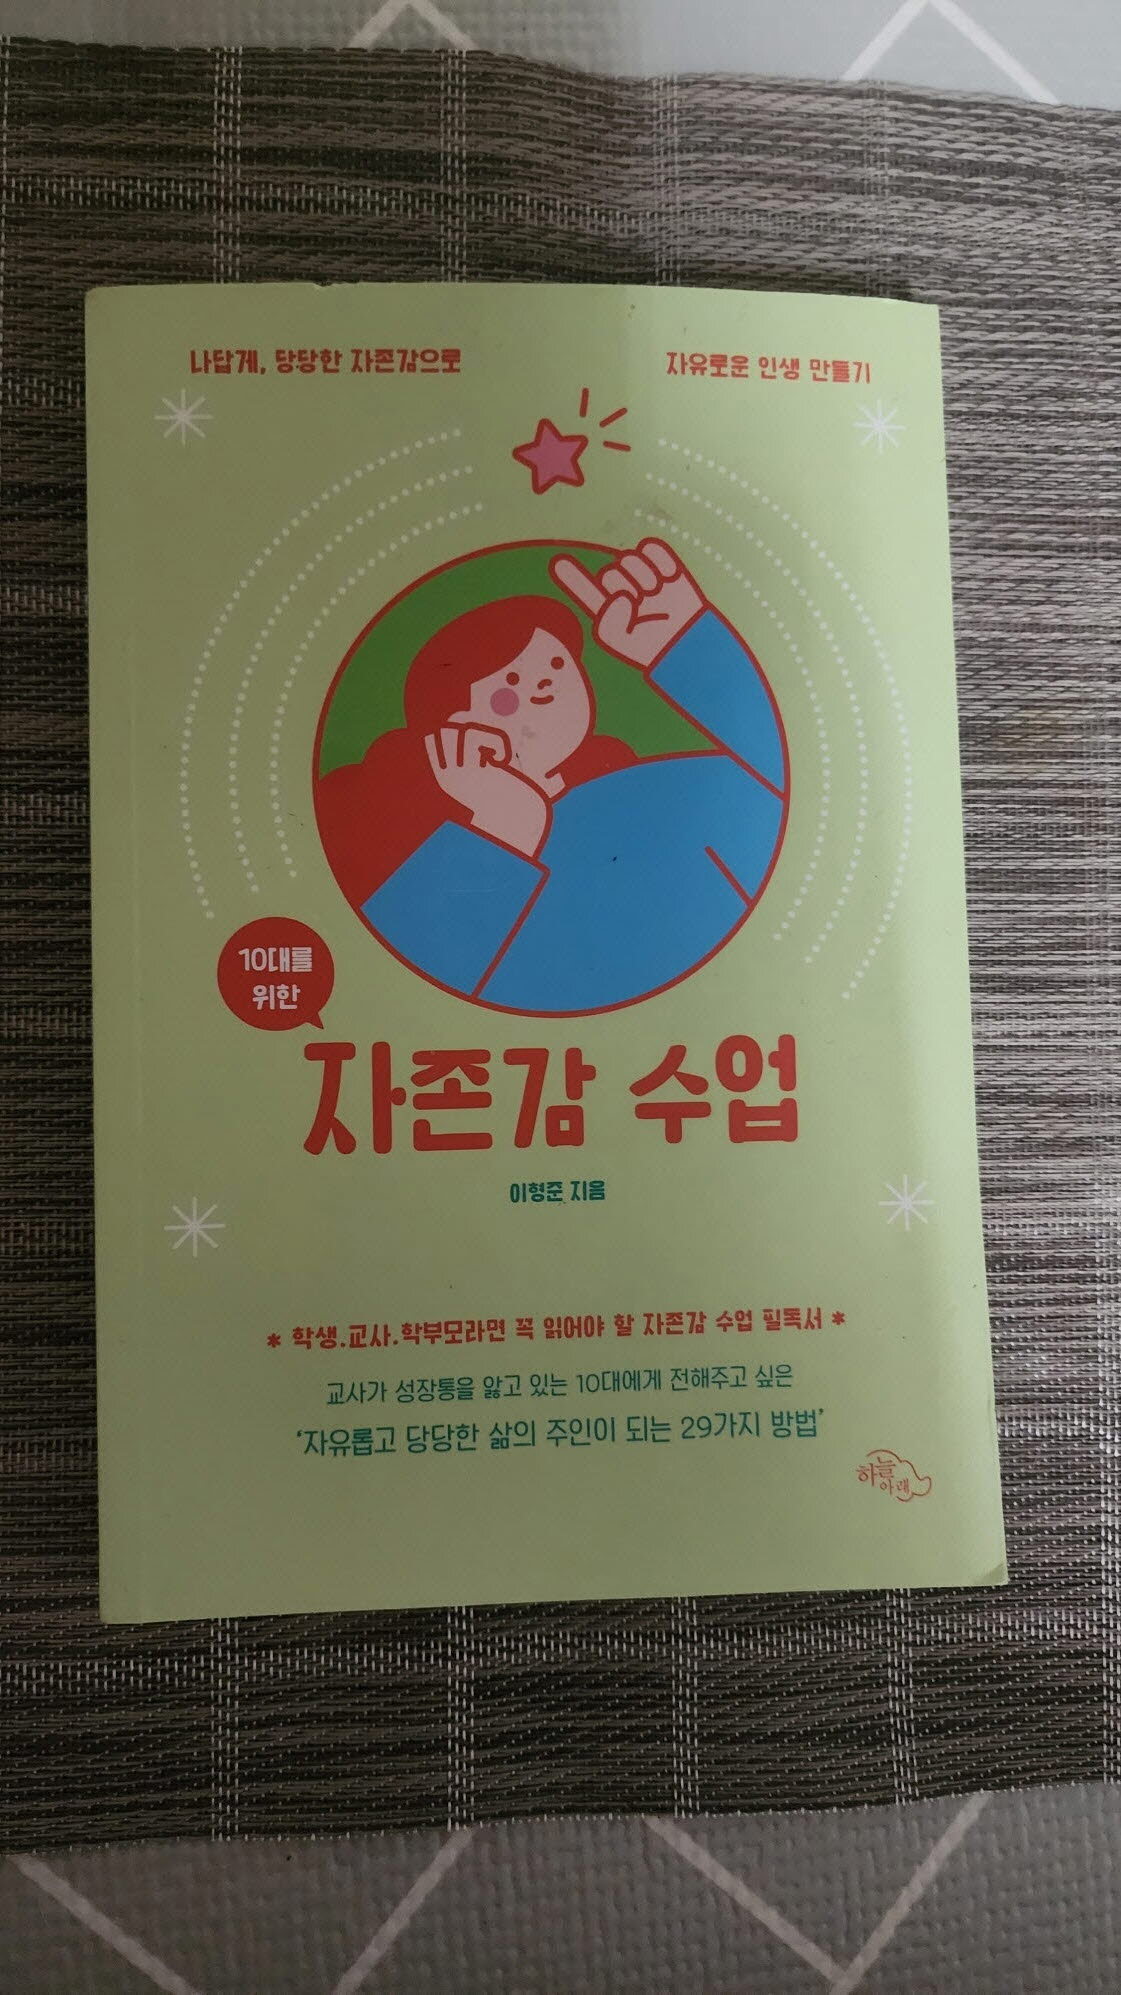 나답게, 당당한 자존감으로
자유로운 인생 만들기
10대를
위한
자존감 수업
이형준 지음
* 학생.교사.학부모라면 꼭 읽어야 할 자존감 수업 필독서 *
교사가 성장통을 앓고 있는 10대에게 전해주고 싶은
‘자유롭고 당당한 삶의 주인이 되는 29가지 방법’
하늘
아래